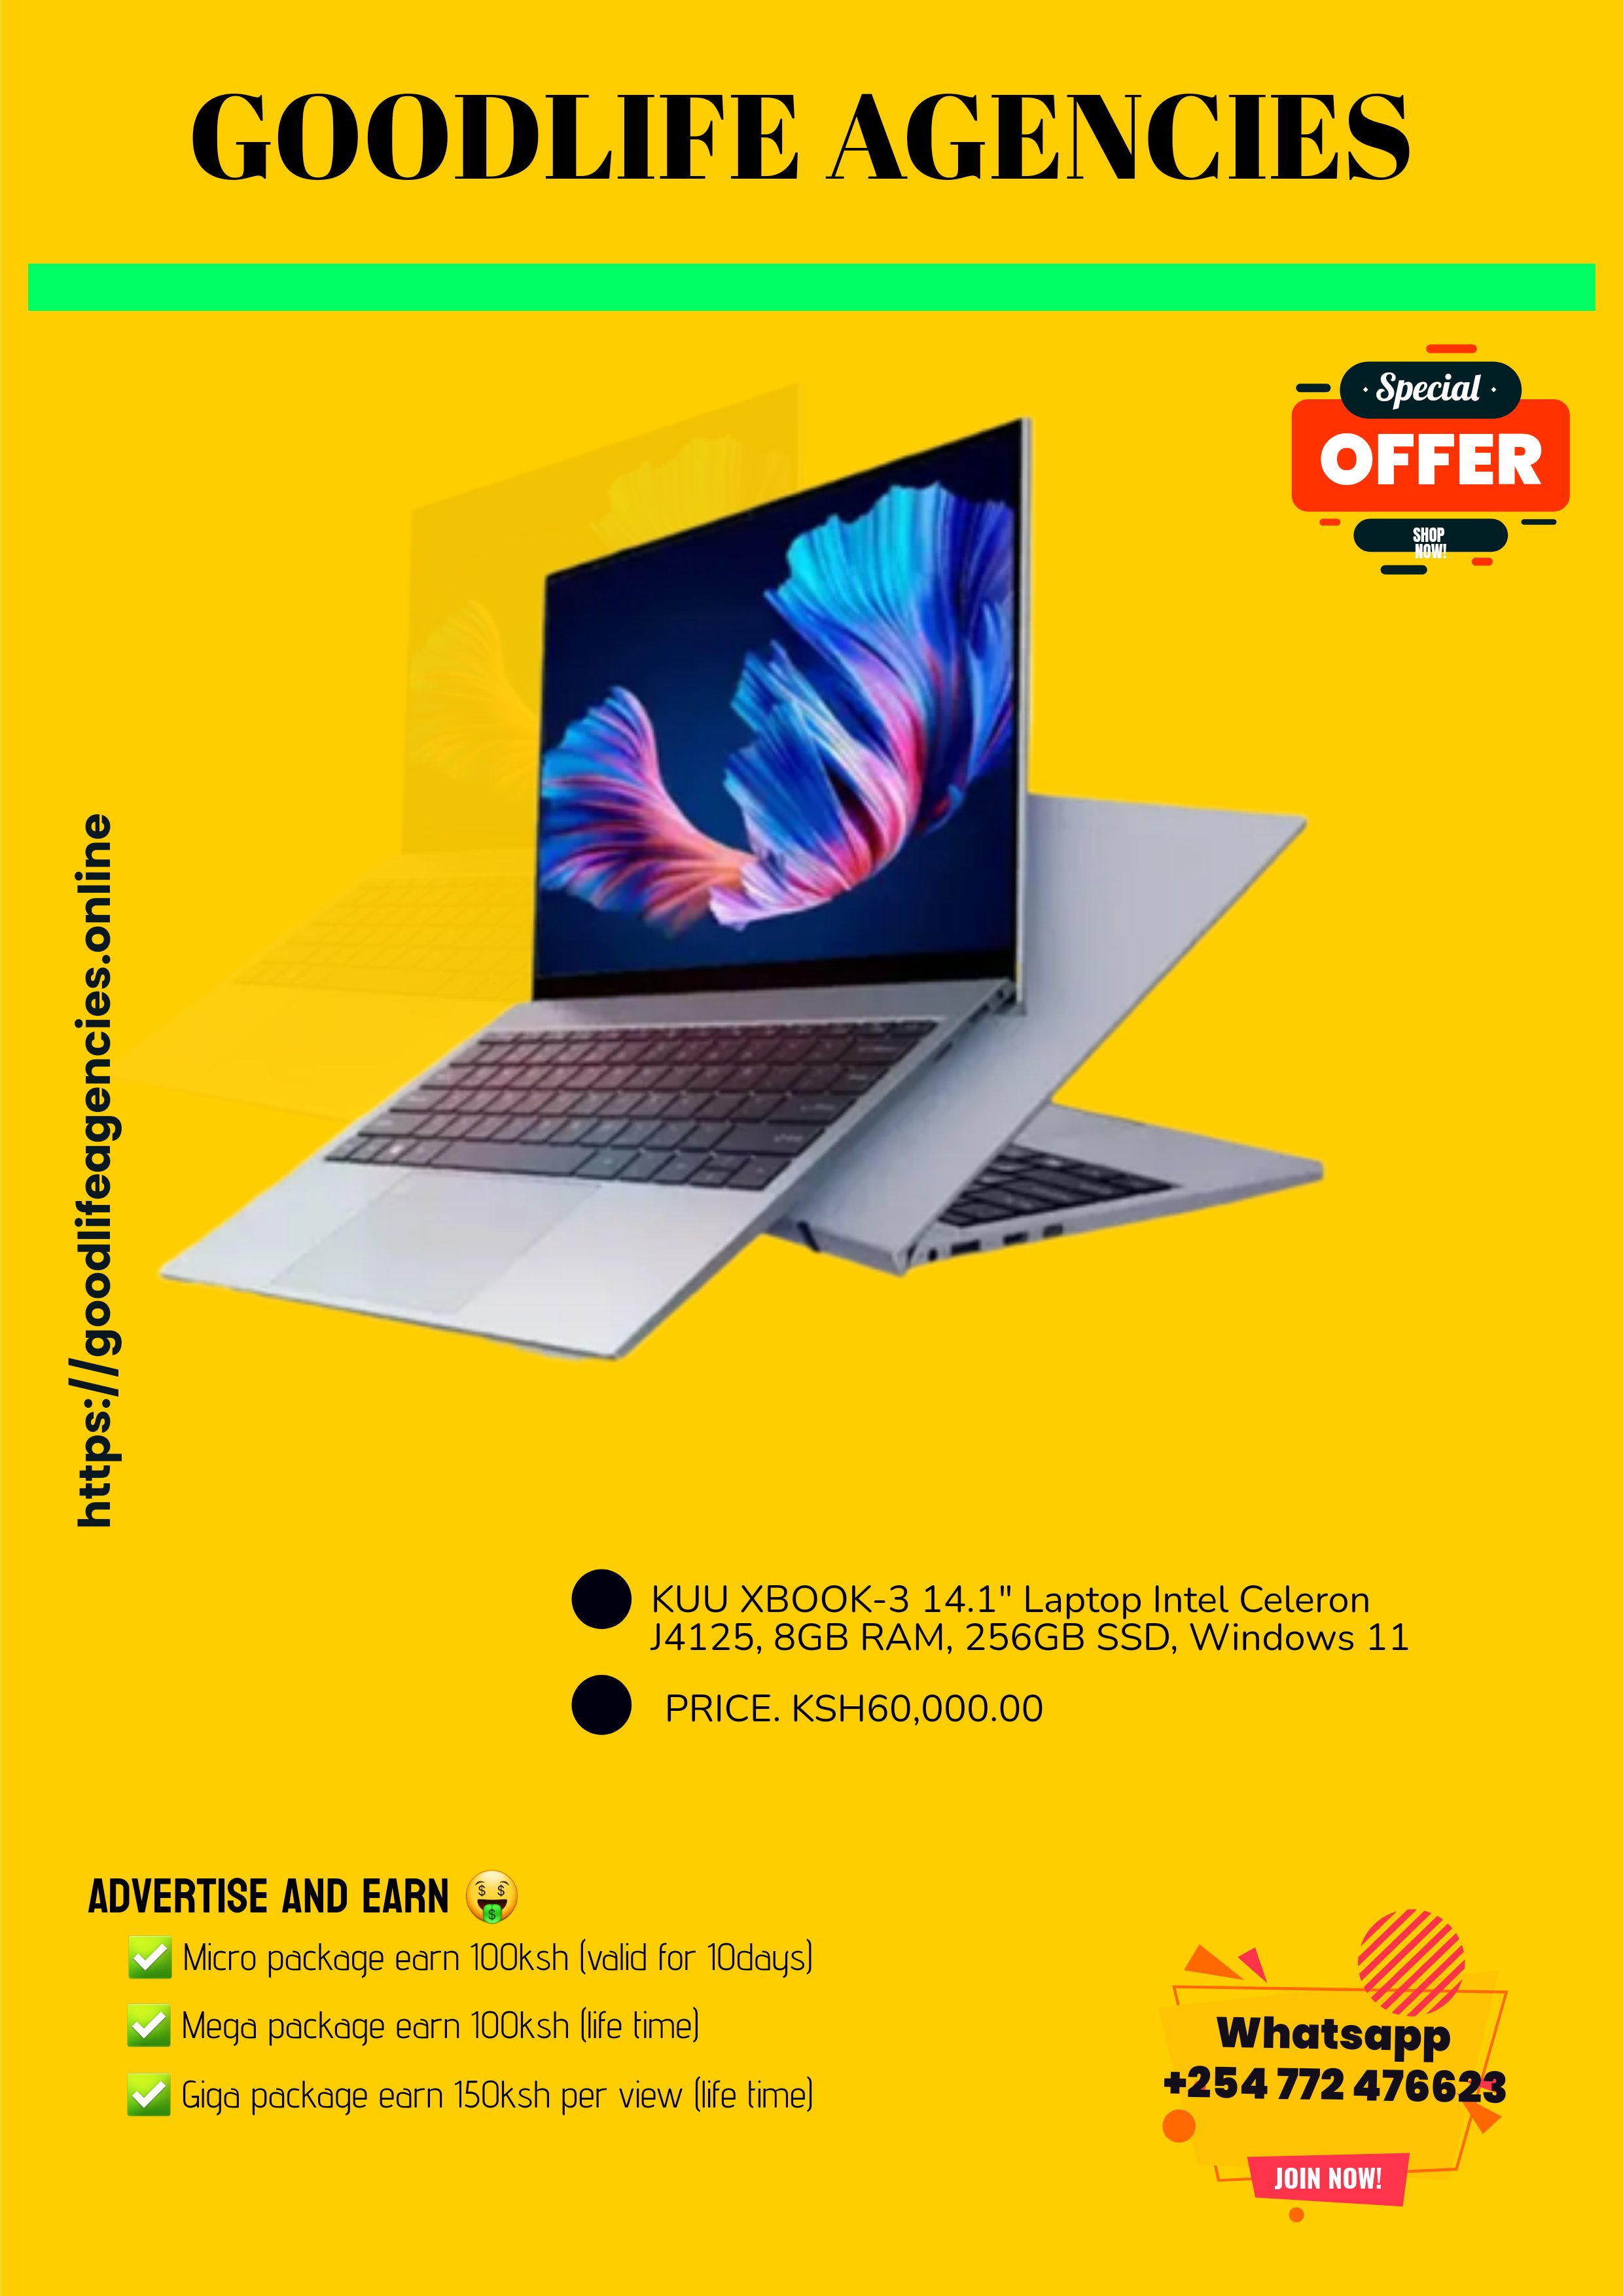 GOODLIFE AGENCIES
· Special ·
OFFER
SHOP
NOW!
https://goodlifeagencies.online
KUU XBOOK-3 14.1" Laptop Intel Celeron
J4125, 8GB RAM, 256GB SSD, Windows 11
PRICE. KSH60,000.00
ADVERTISE AND EARN 🤑
✅ Micro package earn 100ksh (valid for 10days)
✅ Mega package earn 100ksh (life time)
✅ Giga package earn 150ksh per view (life time)
Whatsapp
+254 772 476623
JOIN NOW!